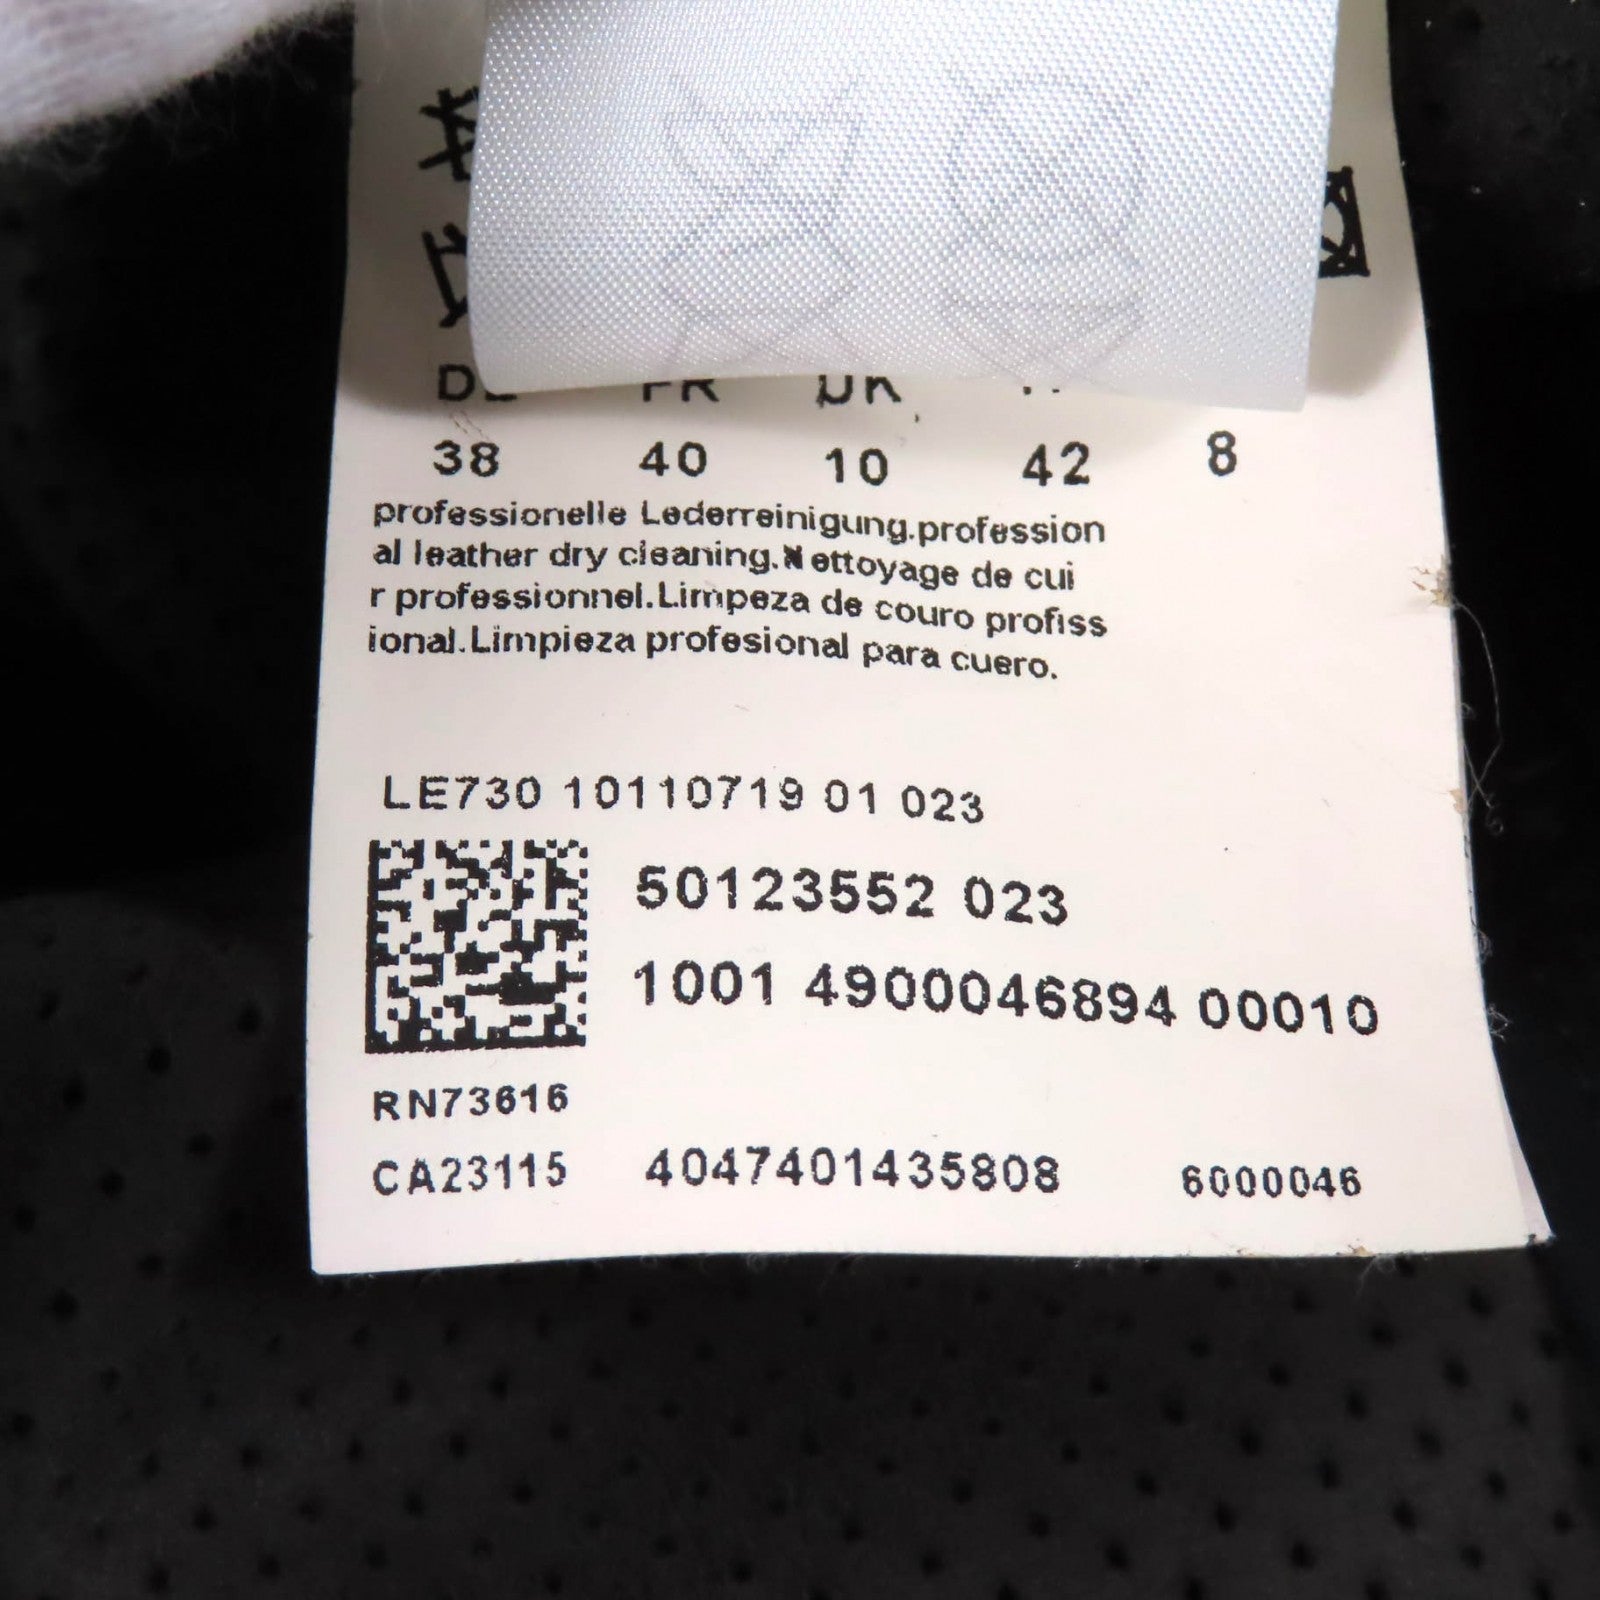 FR UK
38 40 10 42 8
professionelle Lederreinigung.profession
al leather dry cleaning.Nettoyage de cui
r professionnel.Limpeza de couro profiss
ional.Limpieza profesional para cuero.
LE730 10110719 01 023
50123552 023
1001 4900046894 00010
RN73616
CA23115 4047401435808 6000046